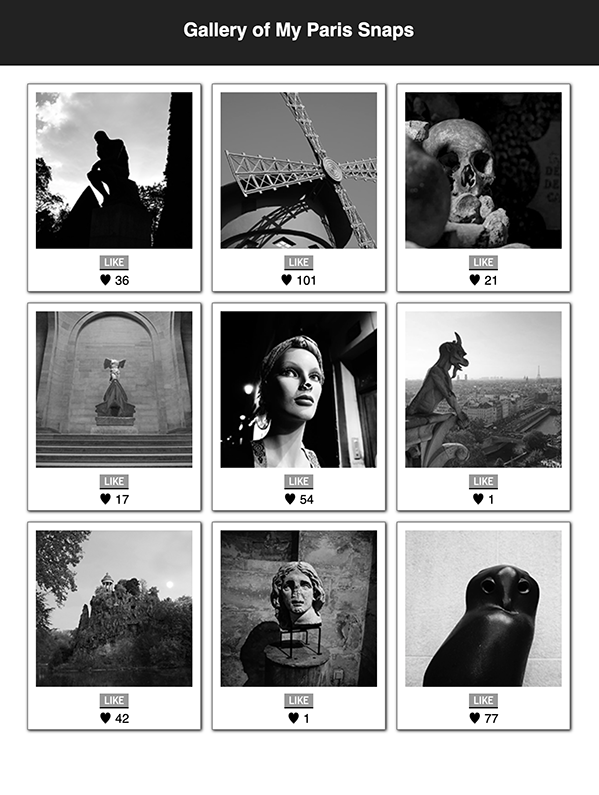 Gallery of My Paris Snaps
LIKE
LIKE
LIKE
♥ 36
♥ 101
♥ 21
LIKE
LIKE
LIKE
♥ 17
♥ 54
♥ 1
LIKE
LIKE
LIKE
♥ 42
♥ 1
♥ 77